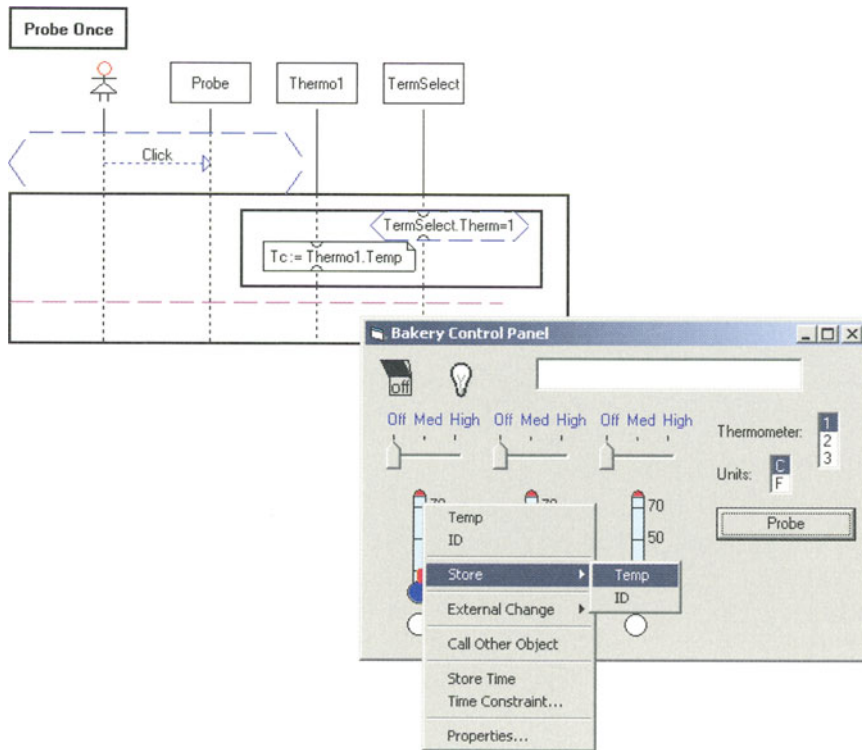 Probe Once
Probe
Thermo1
TermSelect
Click
TermSelect.Therm=1
Tc:= Thermo1.Temp
Bakery Control Panel
off
Off Med High
Off Med High
Off Med High
Thermometer:
1
2
3
Units:
C
F
Probe
70
70
70
50
Temp
ID
Store
Temp
ID
External Change
Call Other Object
Store Time
Time Constraint...
Properties...